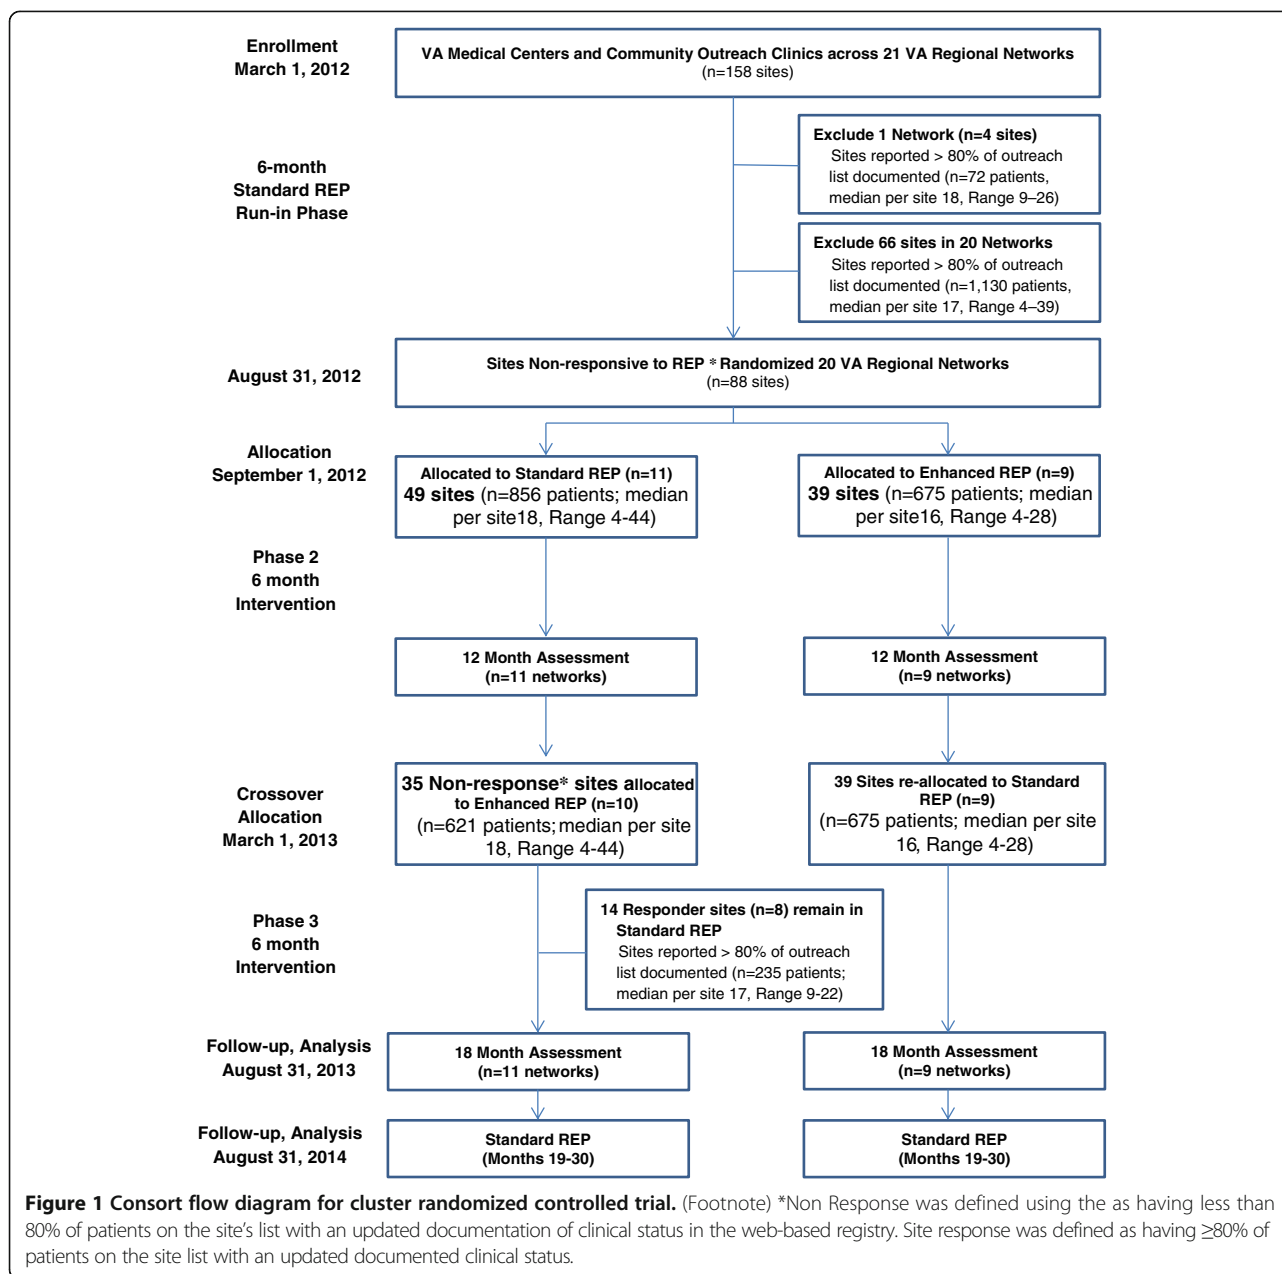 Enrollment
March 1, 2012
VA Medical Centers and Community Outreach Clinics across 21 VA Regional Networks
(n=158 sites)
6-month
Standard REP
Run-in Phase
Exclude 1 Network (n=4 sites)
Sites reported > 80% of outreach
list documented (n=72 patients,
median per site 18, Range 9–26)
Exclude 66 sites in 20 Networks
Sites reported > 80% of outreach
list documented (n=1,130 patients,
median per site 17, Range 4–39)
August 31, 2012
Sites Non-responsive to REP * Randomized 20 VA Regional Networks
(n=88 sites)
Allocation
September 1, 2012
Allocated to Standard REP (n=11)
49 sites (n=856 patients; median
per site18, Range 4-44)
Allocated to Enhanced REP (n=9)
39 sites (n=675 patients; median
per site16, Range 4-28)
Phase 2
6 month
Intervention
12 Month Assessment
(n=11 networks)
12 Month Assessment
(n=9 networks)
Crossover
Allocation
March 1, 2013
35 Non-response* sites allocated
to Enhanced REP (n=10)
(n=621 patients; median per site
18, Range 4-44)
39 Sites re-allocated to Standard
REP (n=9)
(n=675 patients; median per site
16, Range 4-28)
Phase 3
6 month
Intervention
14 Responder sites (n=8) remain in
Standard REP
Sites reported > 80% of outreach
list documented (n=235 patients;
median per site 17, Range 9-22)
Follow-up, Analysis
August 31, 2013
18 Month Assessment
(n=11 networks)
18 Month Assessment
(n=9 networks)
Follow-up, Analysis
August 31, 2014
Standard REP
(Months 19-30)
Standard REP
(Months 19-30)
Figure 1 Consort flow diagram for cluster randomized controlled trial. (Footnote) *Non Response was defined using the as having less than
80% of patients on the site's list with an updated documentation of clinical status in the web-based registry. Site response was defined as having ≥80% of
patients on the site list with an updated documented clinical status.